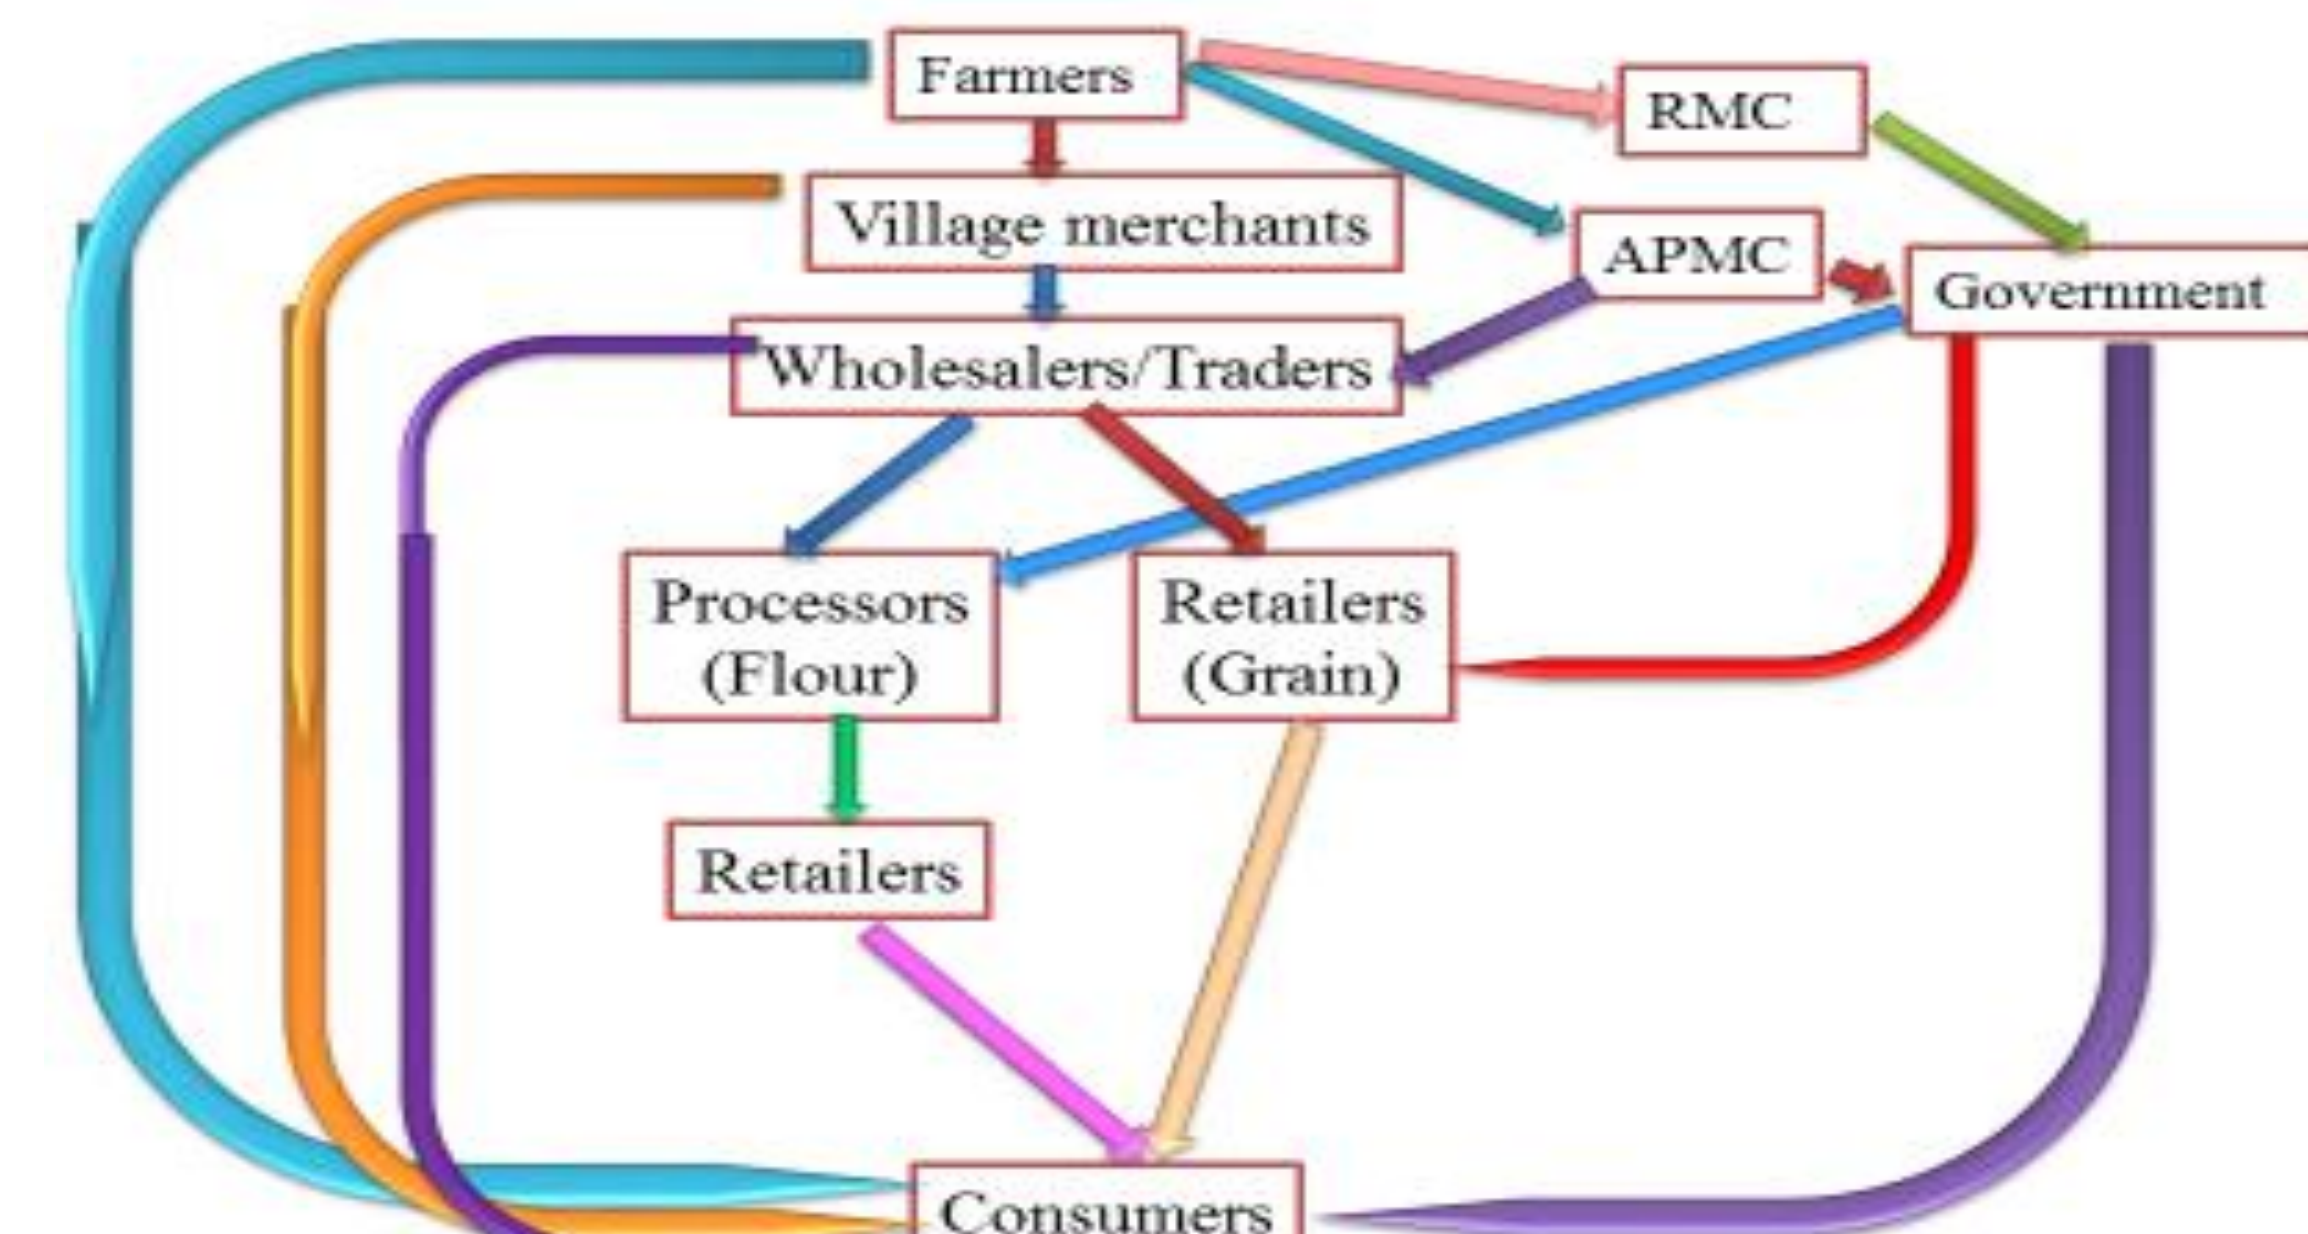 Farmers
RMC
Village merchants
APMC
Government
Wholesalers/Traders
Processors
(Flour)
Retailers
(Grain)
Retailers
Consumers